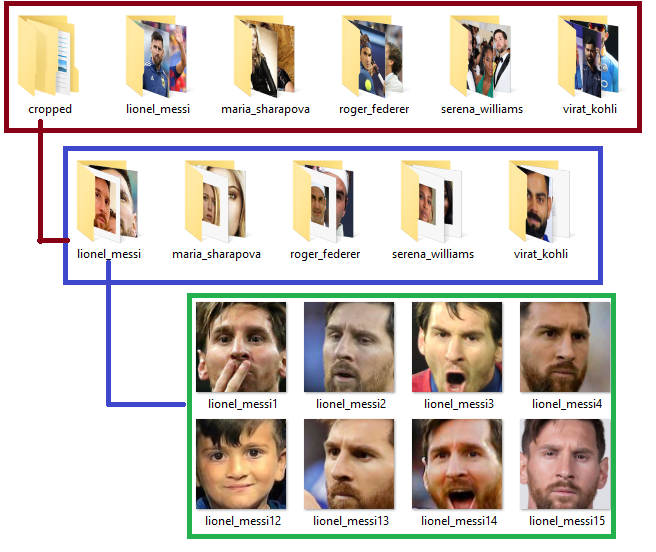 cropped
lionel_messi
maria_sharapova
roger_federer
serena_williams
virat_kohli
lionel_messi
maria_sharapova
roger_federer
serena_williams
virat_kohli
lionel_messi1
lionel_messi2
lionel_messi3
lionel_messi4
lionel_messi12
lionel_messi13
lionel_messi14
lionel_messi15